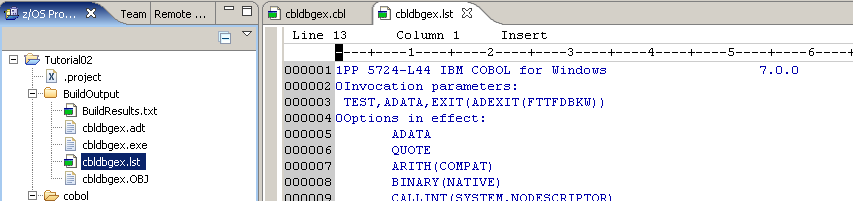 z/OS Pro... Team Remote ...
Tutorial02
.project
BuildOutput
BuildResults.txt
cbldbgex.adt
cbldbgex.exe
cbldbgex.lst
cbldbgex.OBJ
cobol
cbldbgex.cbl cbldbgex.lst
Line 13 Column 1 Insert
----+----1----+----2----+----3----+----4----+----5----+----6
000001 1PP 5724-L44 IBM COBOL for Windows 7.0.0
000002 0Invocation parameters:
000003 TEST,ADATA,EXIT(ADEXIT(FTTFDBKW))
000004 0Options in effect:
000005 ADATA
000006 QUOTE
000007 ARITH(COMPAT)
000008 BINARY(NATIVE)
000009 CALLINT(SYSTEM,NODESCRIPTOR)